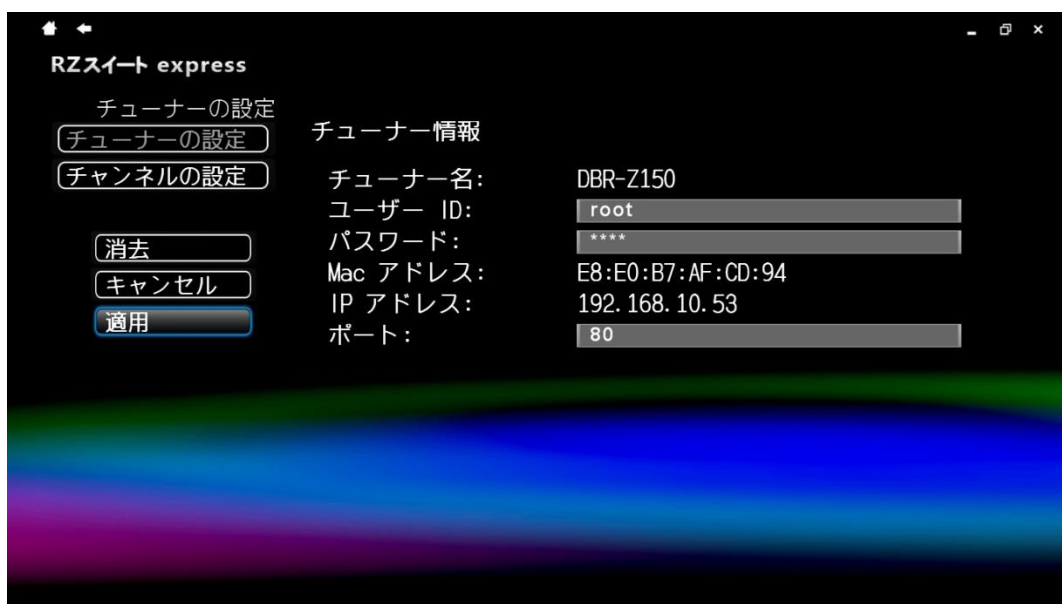 RZスイート express
チューナーの設定
チューナーの設定
チャンネルの設定
消去
キャンセル
適用
チューナー情報
チューナー名: DBR-Z150
ユーザー ID: root
パスワード: ****
Mac アドレス: E8:E0:B7:AF:CD:94
IP アドレス: 192.168.10.53
ポート: 80